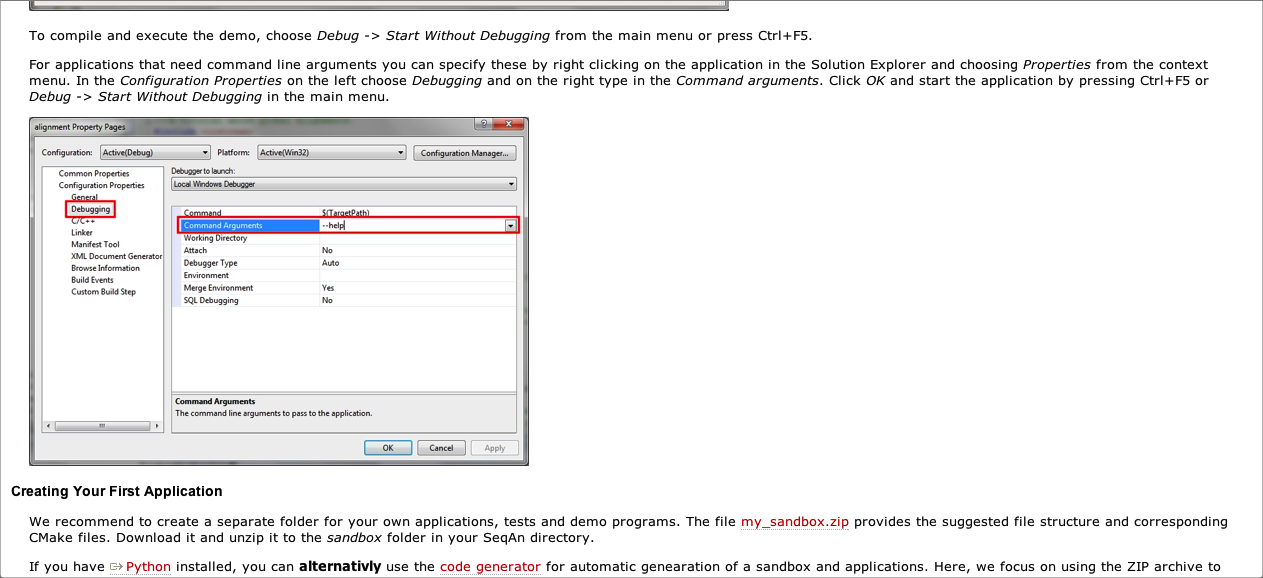 To compile and execute the demo, choose Debug -> Start Without Debugging from the main menu or press Ctrl+F5.
For applications that need command line arguments you can specify these by right clicking on the application in the Solution Explorer and choosing Properties from the context
menu. In the Configuration Properties on the left choose Debugging and on the right type in the Command arguments. Click OK and start the application by pressing Ctrl+F5 or
Debug -> Start Without Debugging in the main menu.
alignment Property Pages
Configuration: Active(Debug) Platform: Active(Win32) Configuration Manager...
Common Properties
Configuration Properties
General
Debugging
C/C++
Linker
Manifest Tool
XML Document Generator
Browse Information
Build Events
Custom Build Step
Debugger to launch:
Local Windows Debugger
Command $(TargetPath)
Command Arguments --help
Working Directory
Attach No
Debugger Type Auto
Environment
Merge Environment Yes
SQL Debugging No
Command Arguments
The command line arguments to pass to the application.
OK Cancel Apply
Creating Your First Application
We recommend to create a separate folder for your own applications, tests and demo programs. The file my_sandbox.zip provides the suggested file structure and corresponding
CMake files. Download it and unzip it to the sandbox folder in your SeqAn directory.
If you have Python installed, you can alternativly use the code generator for automatic genearation of a sandbox and applications. Here, we focus on using the ZIP archive to